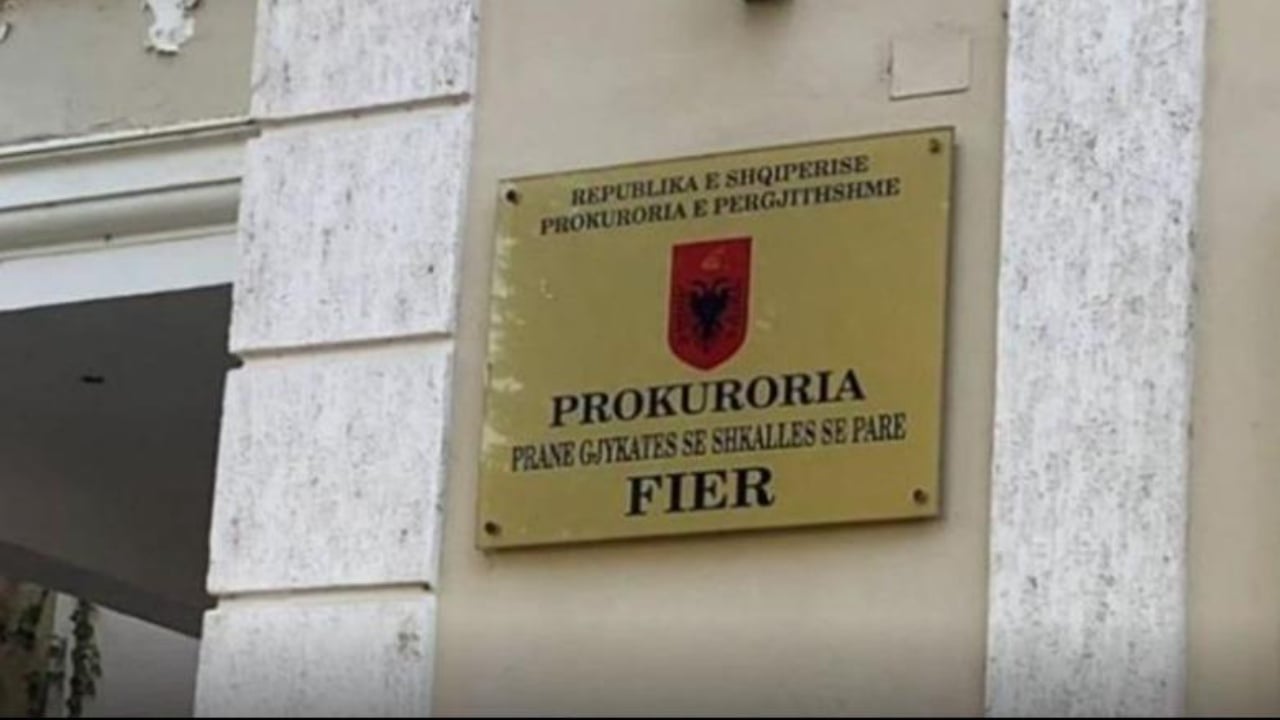 REPUBLIKA E SHQIPERISE
PROKURORIA E PERGJITHSHME
PROKURORIA
PRANE GJYKATES SE SHKALLES SE PARE
FIER